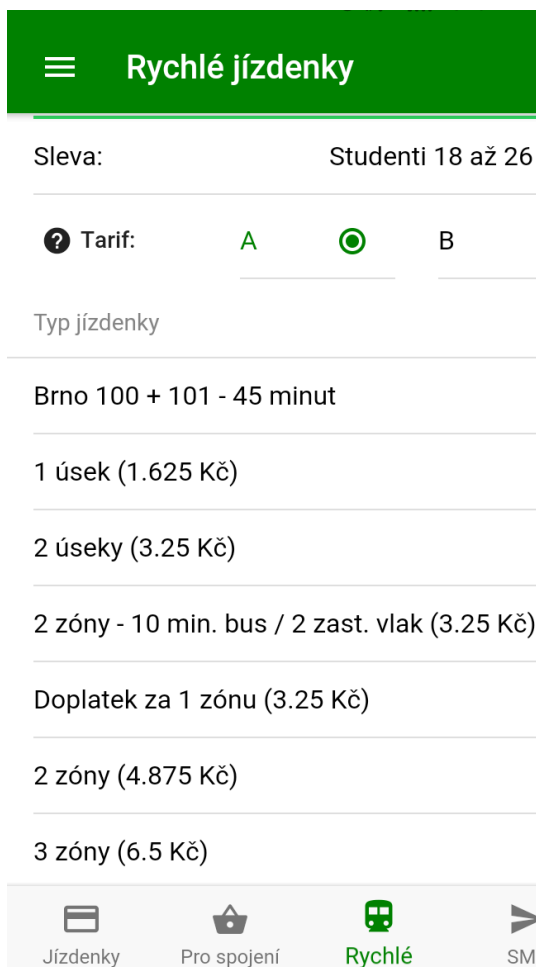 Rychlé jízdenky
Sleva: Studenti 18 až 26
? Tarif: A B
Typ jízdenky
Brno 100 + 101 - 45 minut
1 úsek (1.625 Kč)
2 úseky (3.25 Kč)
2 zóny - 10 min. bus / 2 zast. vlak (3.25 Kč)
Doplatek za 1 zónu (3.25 Kč)
2 zóny (4.875 Kč)
3 zóny (6.5 Kč)
Jízdenky Pro spojení Rychlé SM